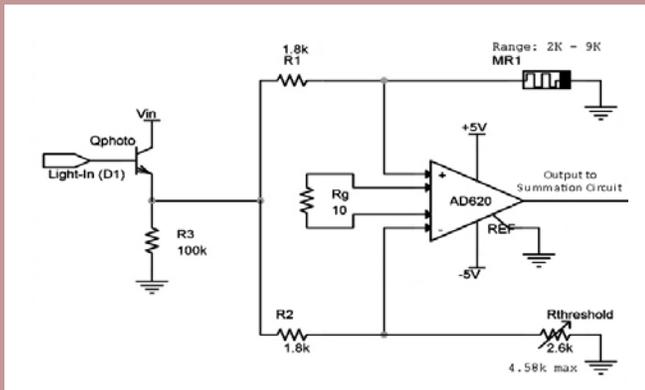 1.8k
R1
Range: 2K - 9K
MR1
Vin
Qphoto
Light-In (D1)
+5V
+
Rg
10
AD620
Output to
Summation Circuit
R3
100k
REF
-
-5V
R2
1.8k
Rthreshold
2.6k
4.58k max